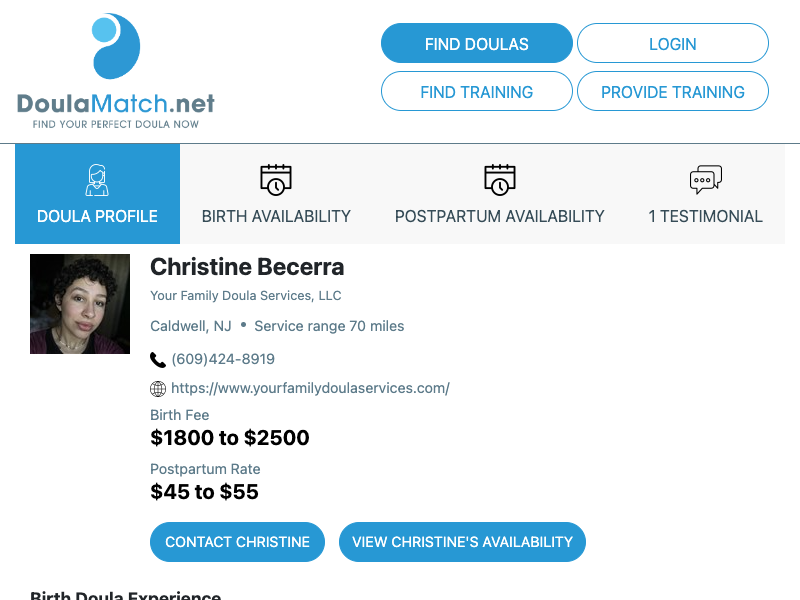 DoulaMatch.net
FIND YOUR PERFECT DOULA NOW
FIND DOULAS
LOGIN
FIND TRAINING
PROVIDE TRAINING
DOULA PROFILE
BIRTH AVAILABILITY
POSTPARTUM AVAILABILITY
1 TESTIMONIAL
Christine Becerra
Your Family Doula Services, LLC
Caldwell, NJ • Service range 70 miles
(609)424-8919
https://www.yourfamilydoulaservices.com/
Birth Fee
$1800 to $2500
Postpartum Rate
$45 to $55
CONTACT CHRISTINE
VIEW CHRISTINE'S AVAILABILITY
Birth Doula Experience